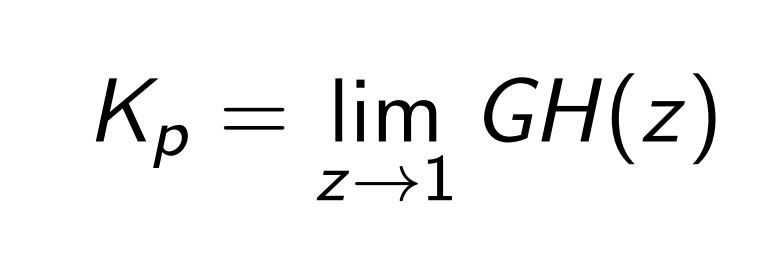 K_p = lim_{z→1} GH(z)